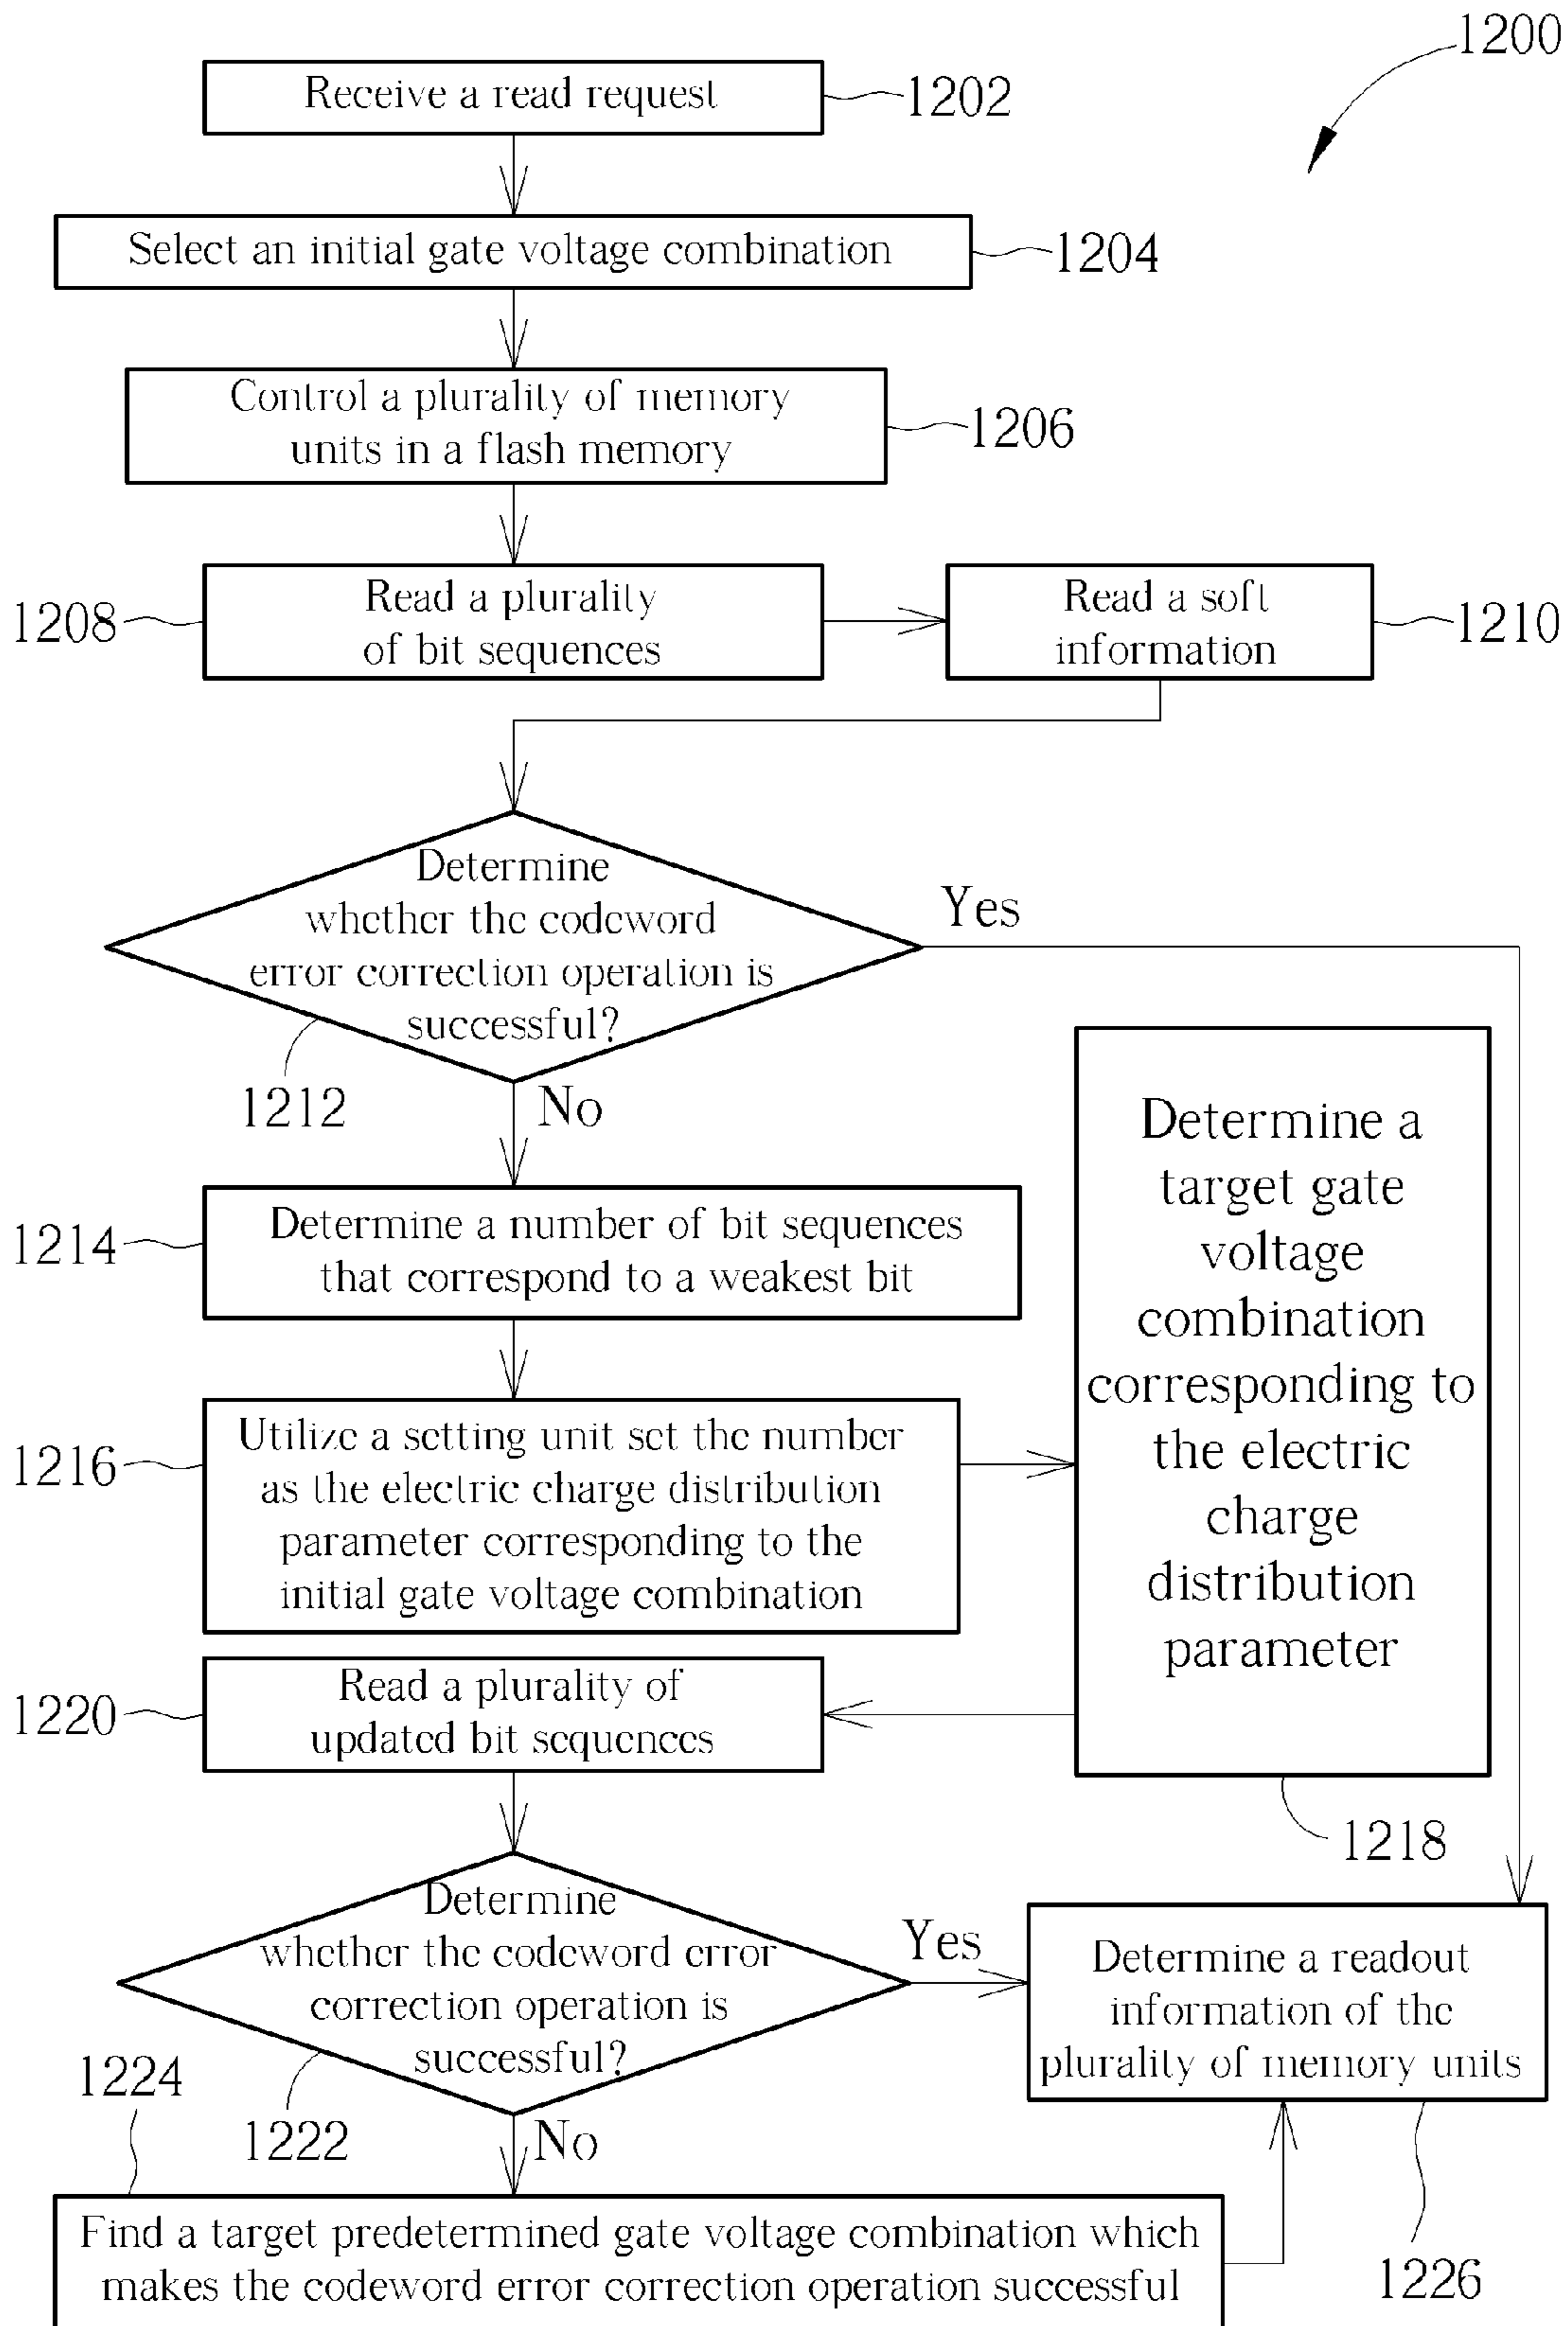 1200
Receive a read request
1202
Select an initial gate voltage combination
1204
Control a plurality of memory
units in a flash memory
1206
1208
Read a plurality
of bit sequences
Read a soft
information
1210
Determine
whether the codeword
error correction operation is
successful?
Yes
1212
No
1214
Determine a number of bit sequences
that correspond to a weakest bit
1216
Utilize a setting unit set the number
as the electric charge distribution
parameter corresponding to the
initial gate voltage combination
Determine a
target gate
voltage
combination
corresponding to
the electric
charge
distribution
parameter
1218
1220
Read a plurality of
updated bit sequences
Determine
whether the codeword error
correction operation is
successful?
Yes
1222
No
Determine a readout
information of the
plurality of memory units
1226
1224
Find a target predetermined gate voltage combination which
makes the codeword error correction operation successful